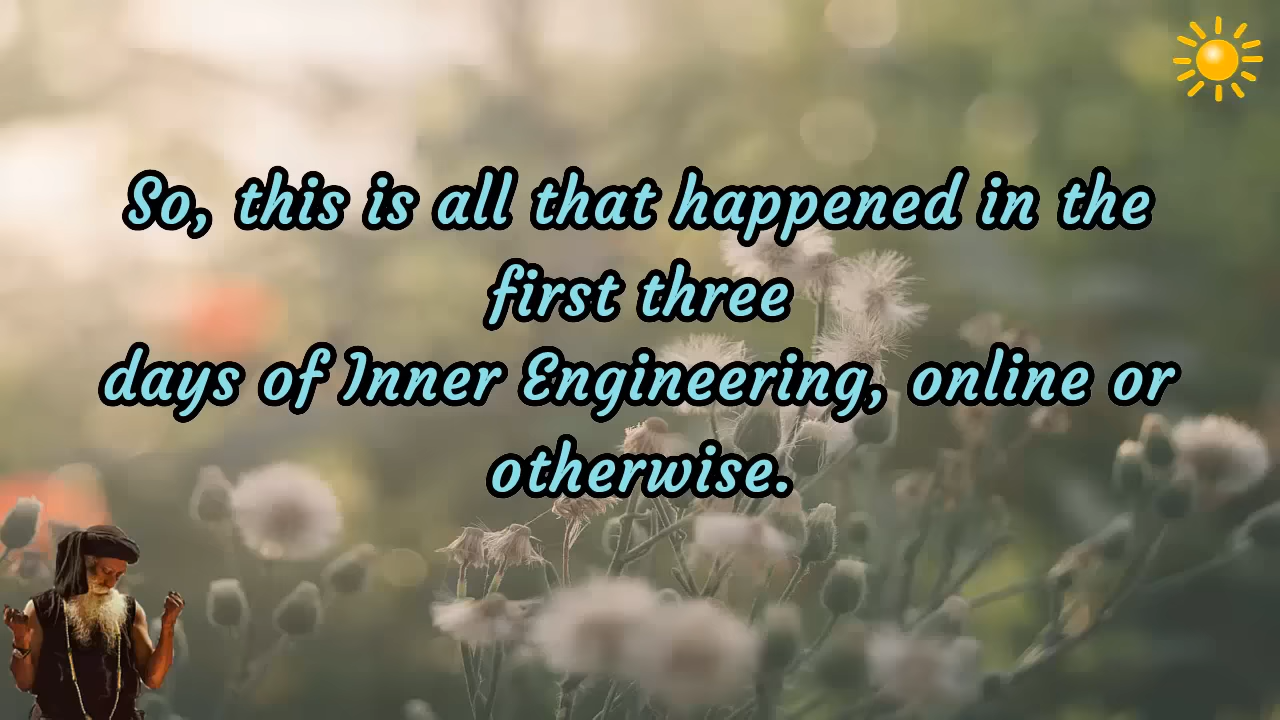 So, this is all that happened in the
first three
days of Inner Engineering, online or
otherwise.